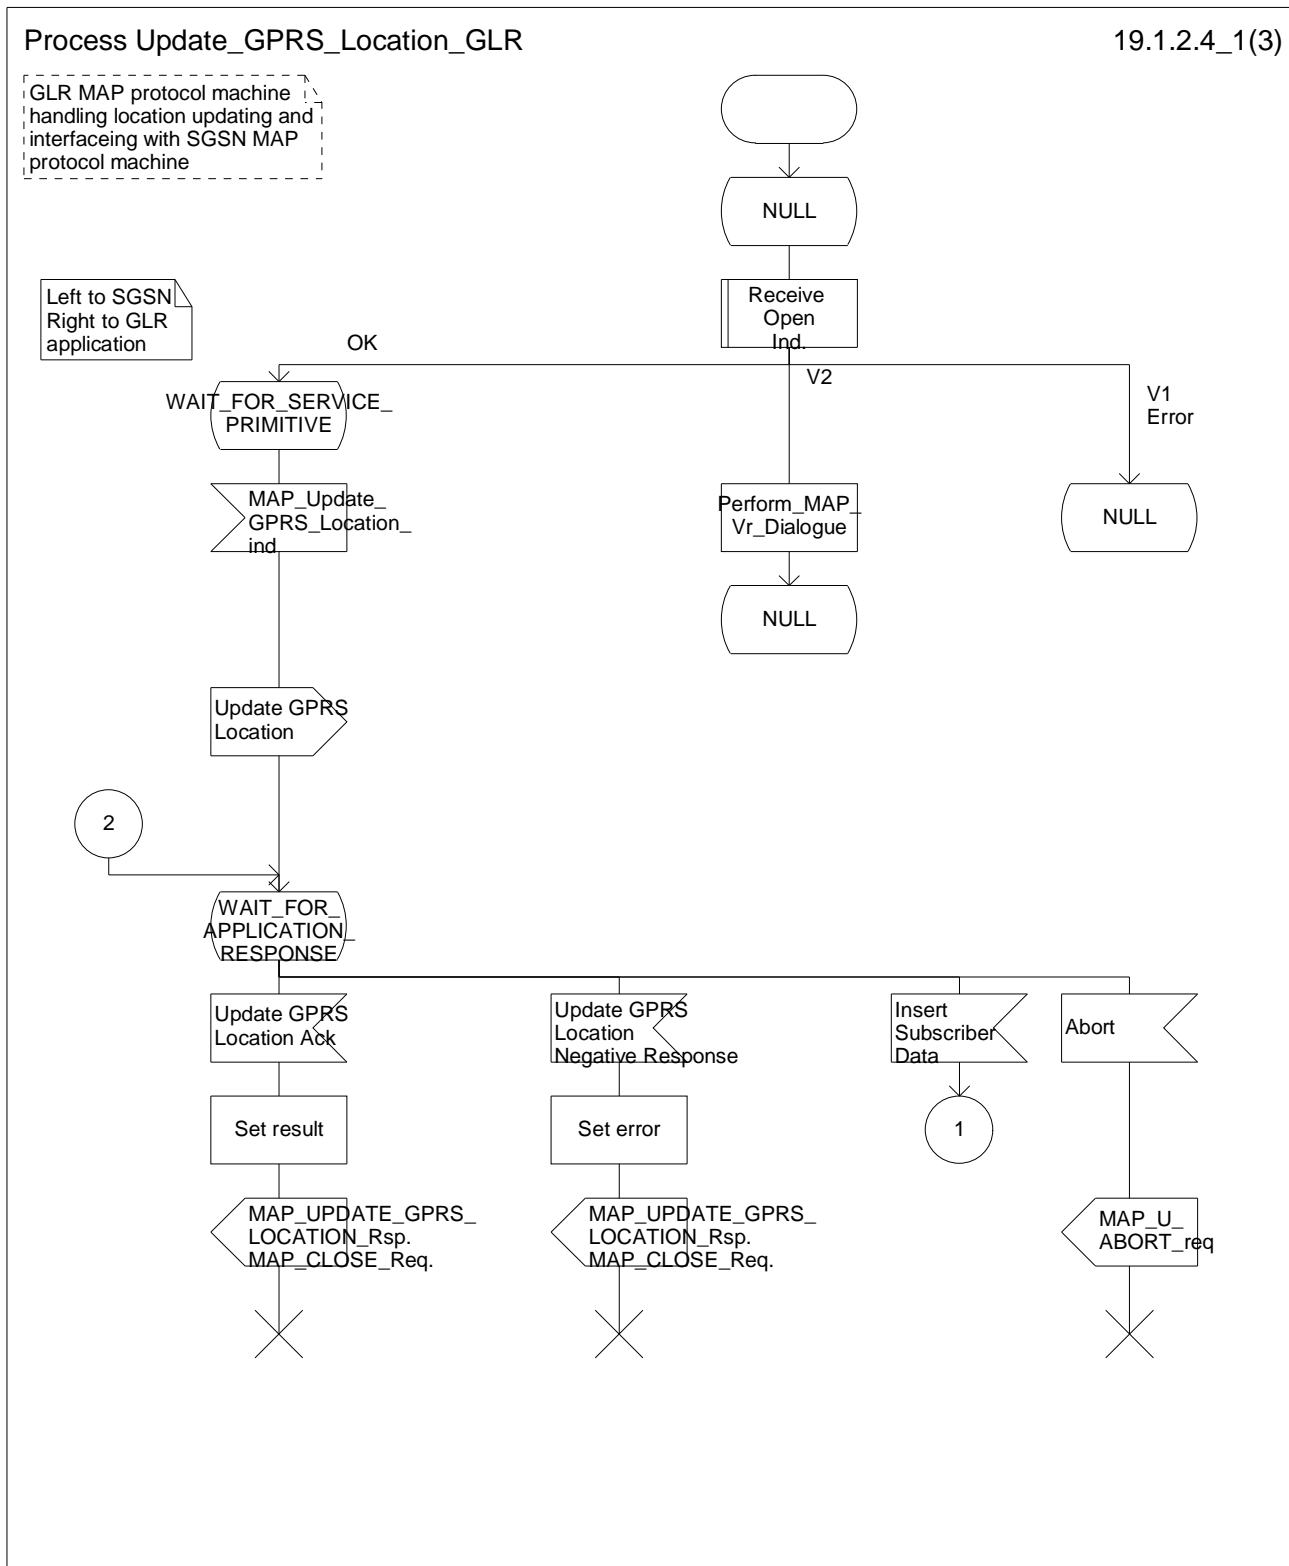 Process Update_GPRS_Location_GLR
19.1.2.4_1(3)
GLR MAP protocol machine
handling location updating and
interfaceing with SGSN MAP
protocol machine
NULL
Left to SGSN
Right to GLR
application
Receive
Open
Ind.
OK
V2
V1
Error
WAIT_FOR_SERVICE_
PRIMITIVE
MAP_Update_
GPRS_Location_
ind
Perform_MAP_
Vr_Dialogue
NULL
NULL
Update GPRS
Location
2
WAIT_FOR_
APPLICATION_
RESPONSE
Update GPRS
Location Ack
Update GPRS
Location
Negative Response
Insert
Subscriber
Data
Abort
Set result
Set error
1
MAP_UPDATE_GPRS_
LOCATION_Rsp.
MAP_CLOSE_Req.
MAP_UPDATE_GPRS_
LOCATION_Rsp.
MAP_CLOSE_Req.
MAP_U_
ABORT_req